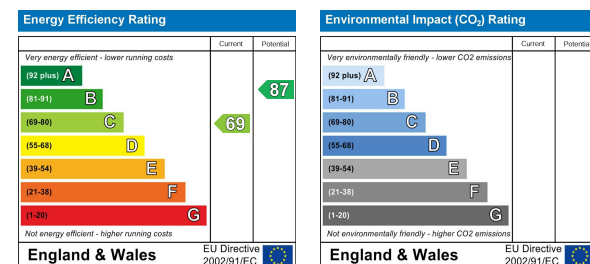 Energy Efficiency Rating
Current Potential
Very energy efficient - lower running costs
(92 plus) A
(81-91) B
87
(69-80) C
69
(55-68) D
(39-54) E
(21-38) F
(1-20) G
Not energy efficient - higher running costs
England & Wales
EU Directive
2002/91/EC
Environmental Impact (CO₂) Rating
Current Potentia
Very environmentally friendly - lower CO2 emissions
(92 plus) A
(81-91) B
(69-80) C
(55-68) D
(39-54) E
(21-38) F
(1-20) G
Not environmentally friendly - higher CO2 emissions
England & Wales
EU Directive
2002/91/EC